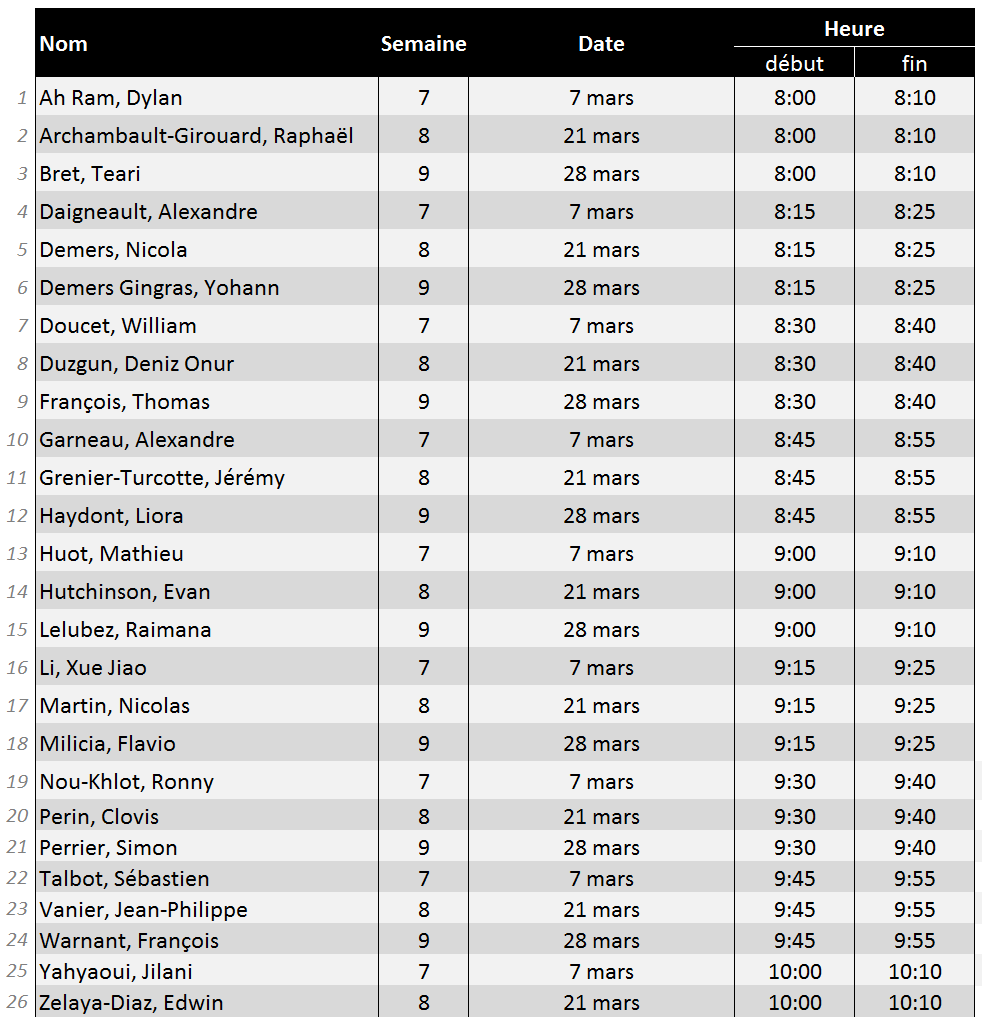 Nom Semaine Date Heure
début fin
1 Ah Ram, Dylan 7 7 mars 8:00 8:10
2 Archambault-Girouard, Raphaël 8 21 mars 8:00 8:10
3 Bret, Teari 9 28 mars 8:00 8:10
4 Daigneault, Alexandre 7 7 mars 8:15 8:25
5 Demers, Nicola 8 21 mars 8:15 8:25
6 Demers Gingras, Yohann 9 28 mars 8:15 8:25
7 Doucet, William 7 7 mars 8:30 8:40
8 Duzgun, Deniz Onur 8 21 mars 8:30 8:40
9 François, Thomas 9 28 mars 8:30 8:40
10 Garneau, Alexandre 7 7 mars 8:45 8:55
11 Grenier-Turcotte, Jérémy 8 21 mars 8:45 8:55
12 Haydont, Liora 9 28 mars 8:45 8:55
13 Huot, Mathieu 7 7 mars 9:00 9:10
14 Hutchinson, Evan 8 21 mars 9:00 9:10
15 Lelubez, Raimana 9 28 mars 9:00 9:10
16 Li, Xue Jiao 7 7 mars 9:15 9:25
17 Martin, Nicolas 8 21 mars 9:15 9:25
18 Milicia, Flavio 9 28 mars 9:15 9:25
19 Nou-Khlot, Ronny 7 7 mars 9:30 9:40
20 Perin, Clovis 8 21 mars 9:30 9:40
21 Perrier, Simon 9 28 mars 9:30 9:40
22 Talbot, Sébastien 7 7 mars 9:45 9:55
23 Vanier, Jean-Philippe 8 21 mars 9:45 9:55
24 Warnant, François 9 28 mars 9:45 9:55
25 Yahyaoui, Jilani 7 7 mars 10:00 10:10
26 Zelaya-Diaz, Edwin 8 21 mars 10:00 10:10